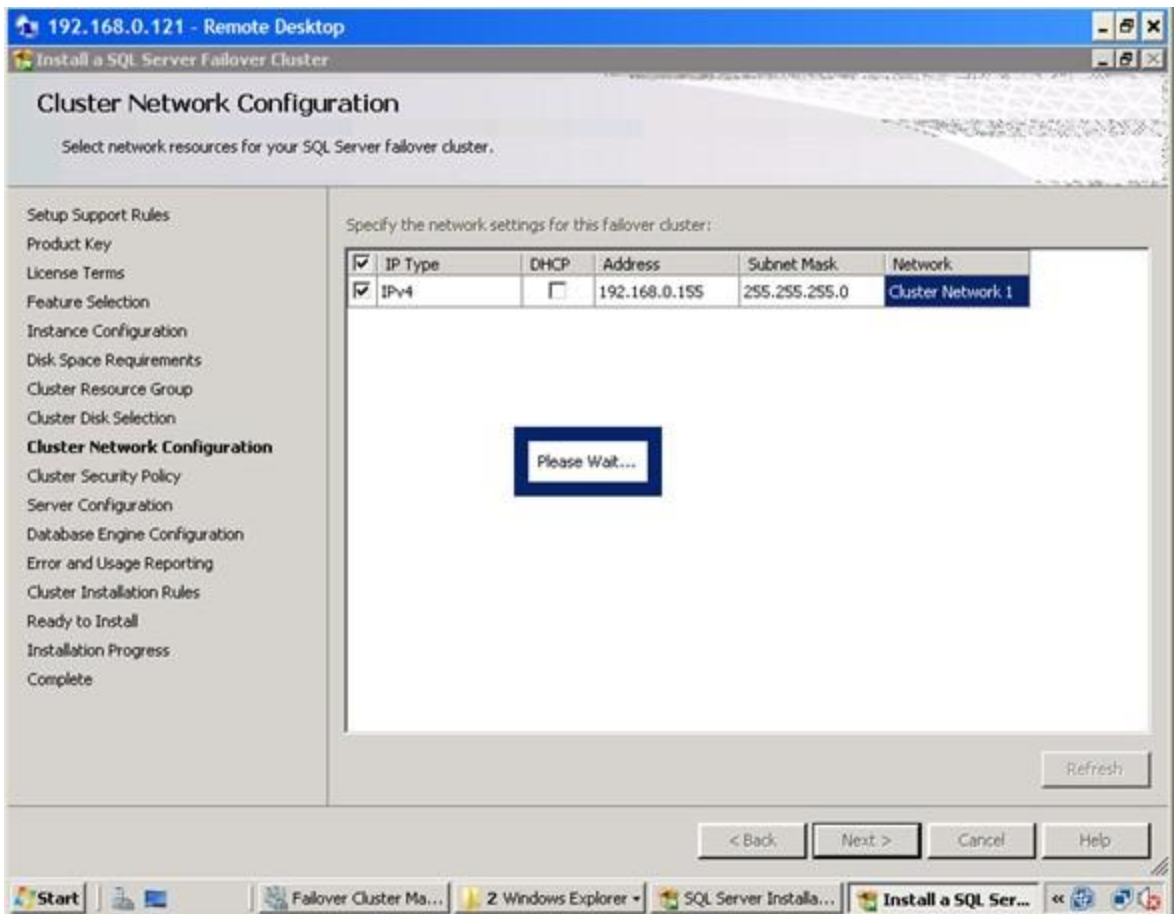 192.168.0.121 - Remote Desktop
Install a SQL Server Failover Cluster
Cluster Network Configuration
Select network resources for your SQL Server failover cluster.
Setup Support Rules
Product Key
License Terms
Feature Selection
Instance Configuration
Disk Space Requirements
Cluster Resource Group
Cluster Disk Selection
Cluster Network Configuration
Cluster Security Policy
Server Configuration
Database Engine Configuration
Error and Usage Reporting
Cluster Installation Rules
Ready to Install
Installation Progress
Complete
Specify the network settings for this failover cluster:
IP Type DHCP Address Subnet Mask Network
IPv4 192.168.0.155 255.255.255.0 Cluster Network 1
Please Wait...
Refresh
< Back Next > Cancel Help
Start Failover Cluster Ma... 2 Windows Explorer SQL Server Installa... Install a SQL Ser... «